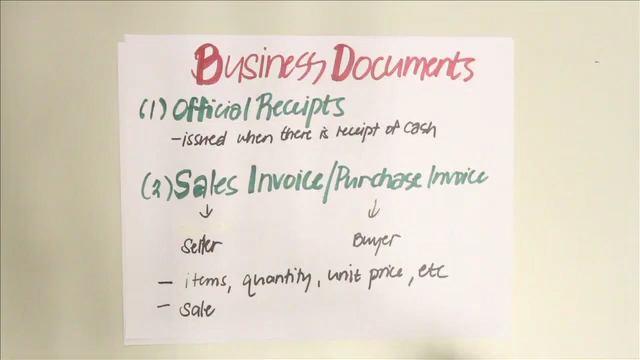 Business Documents
(1) Official Receipts
- issued when there is receipt of cash
(2) Sales Invoice/Purchase Invoice
↓ ↓
Seller Buyer
- items, quantity, unit price, etc
- Sale